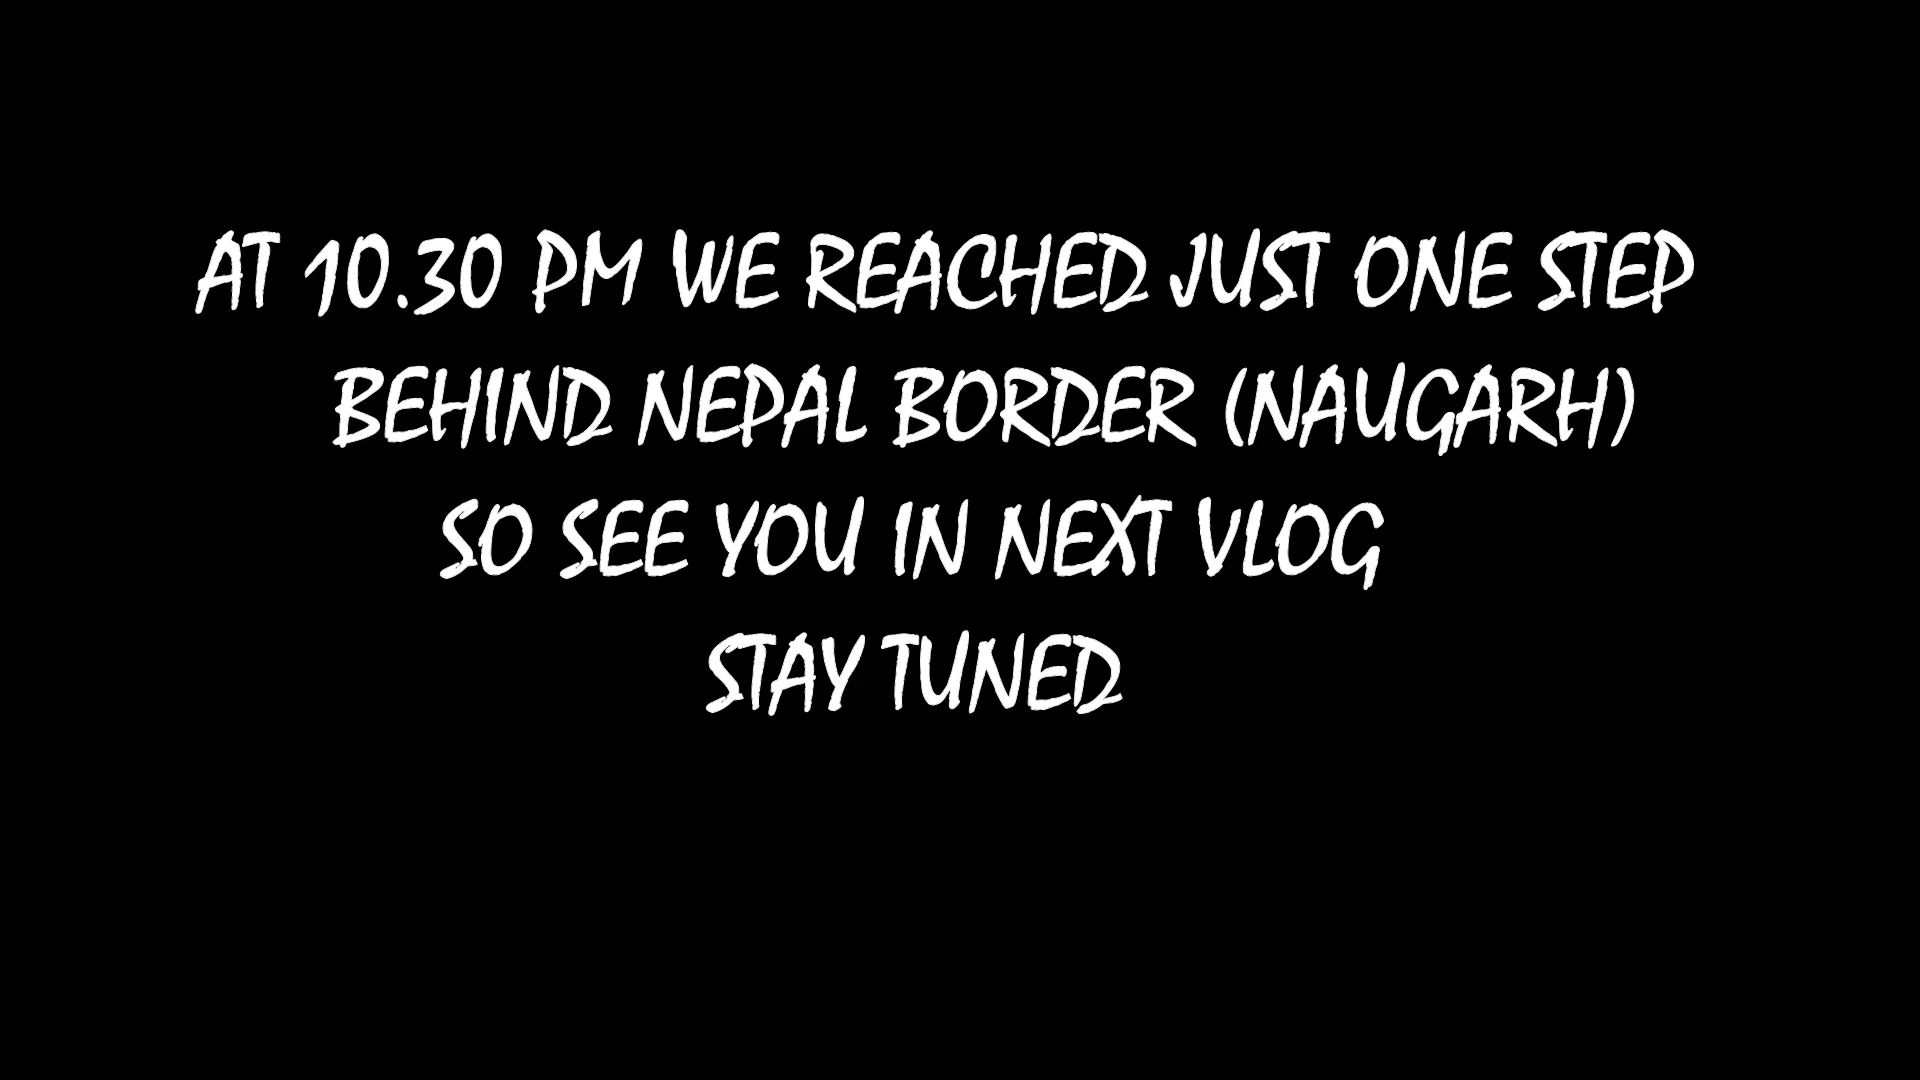 AT 10.30 PM WE REACHED JUST ONE STEP
BEHIND NEPAL BORDER (NAUGARH)
SO SEE YOU IN NEXT VLOG
STAY TUNED